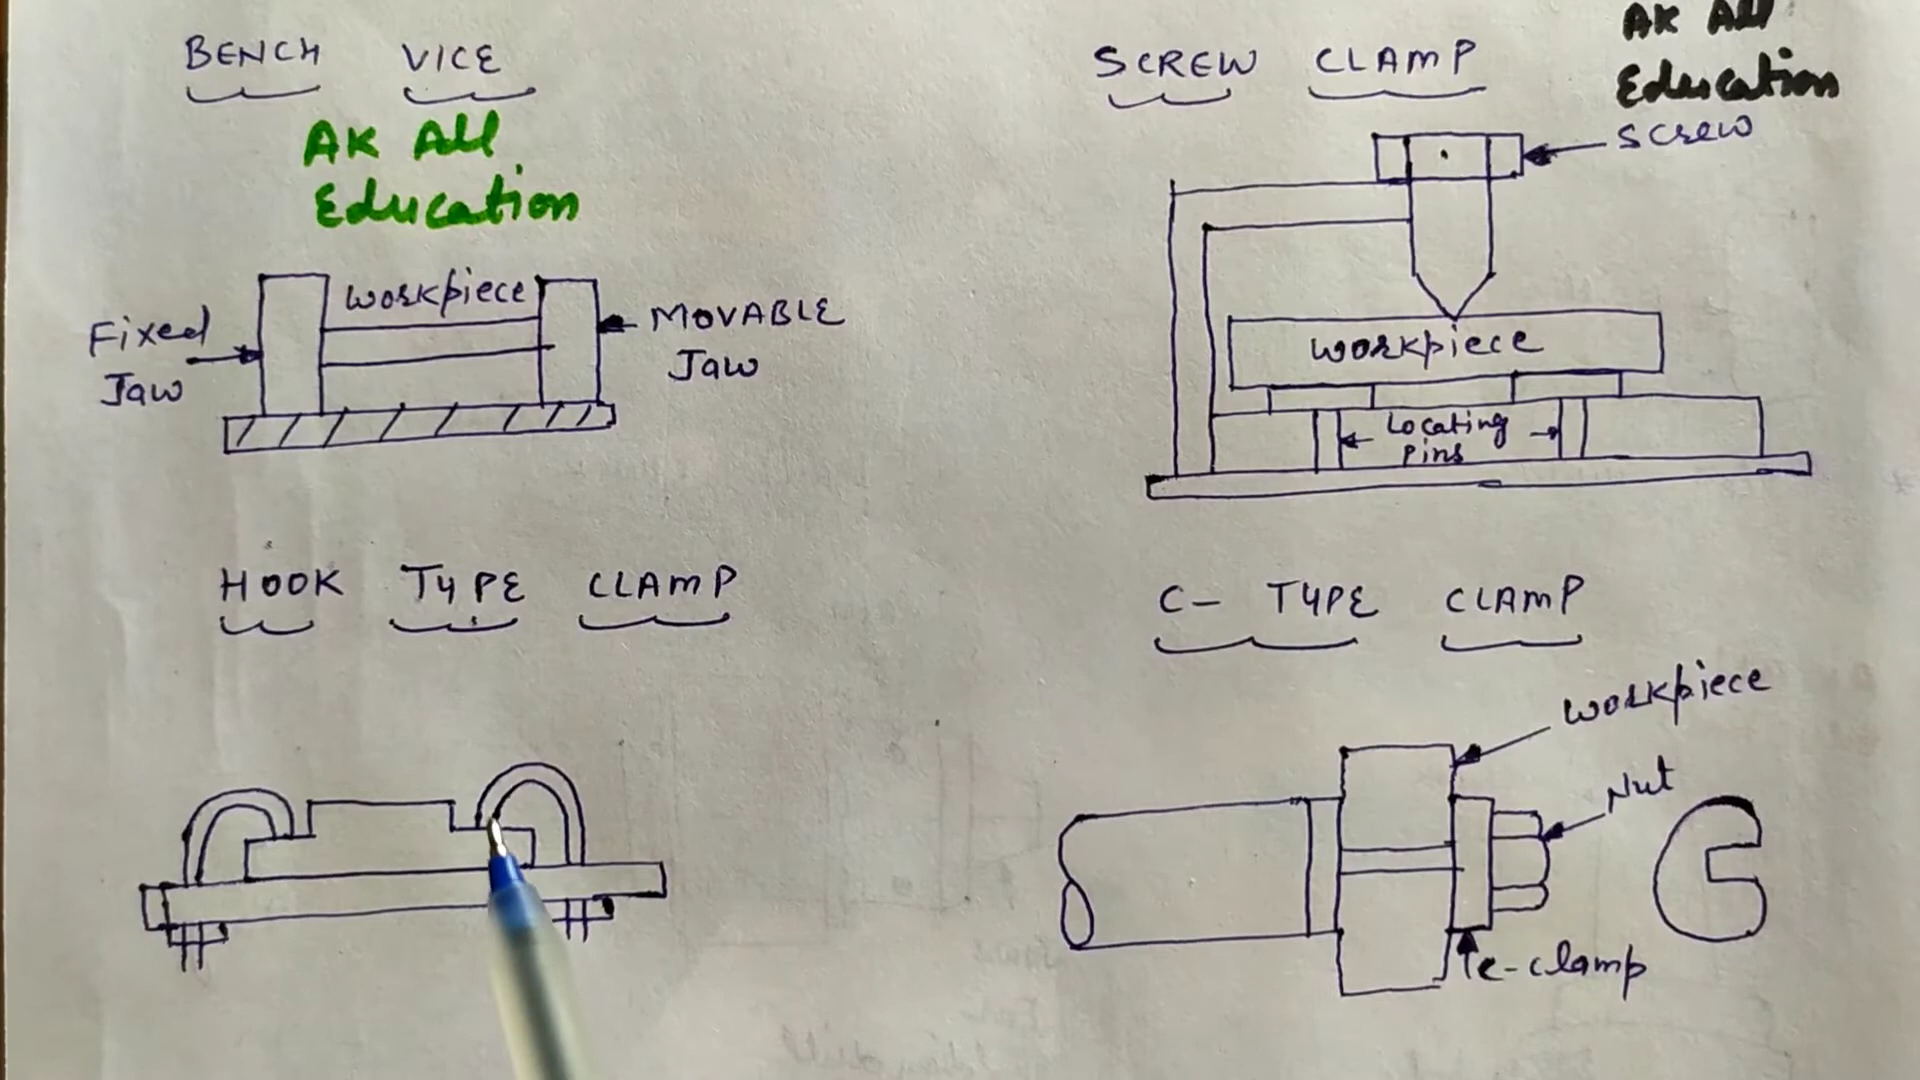 BENCH VICE
AK All
Education
Fixed
Jaw
workpiece
MOVABLE
Jaw
SCREW CLAMP
AK All
Education
screw
workpiece
Locating
pins
HOOK TYPE CLAMP
C- TYPE CLAMP
workpiece
Nut
c-clamp